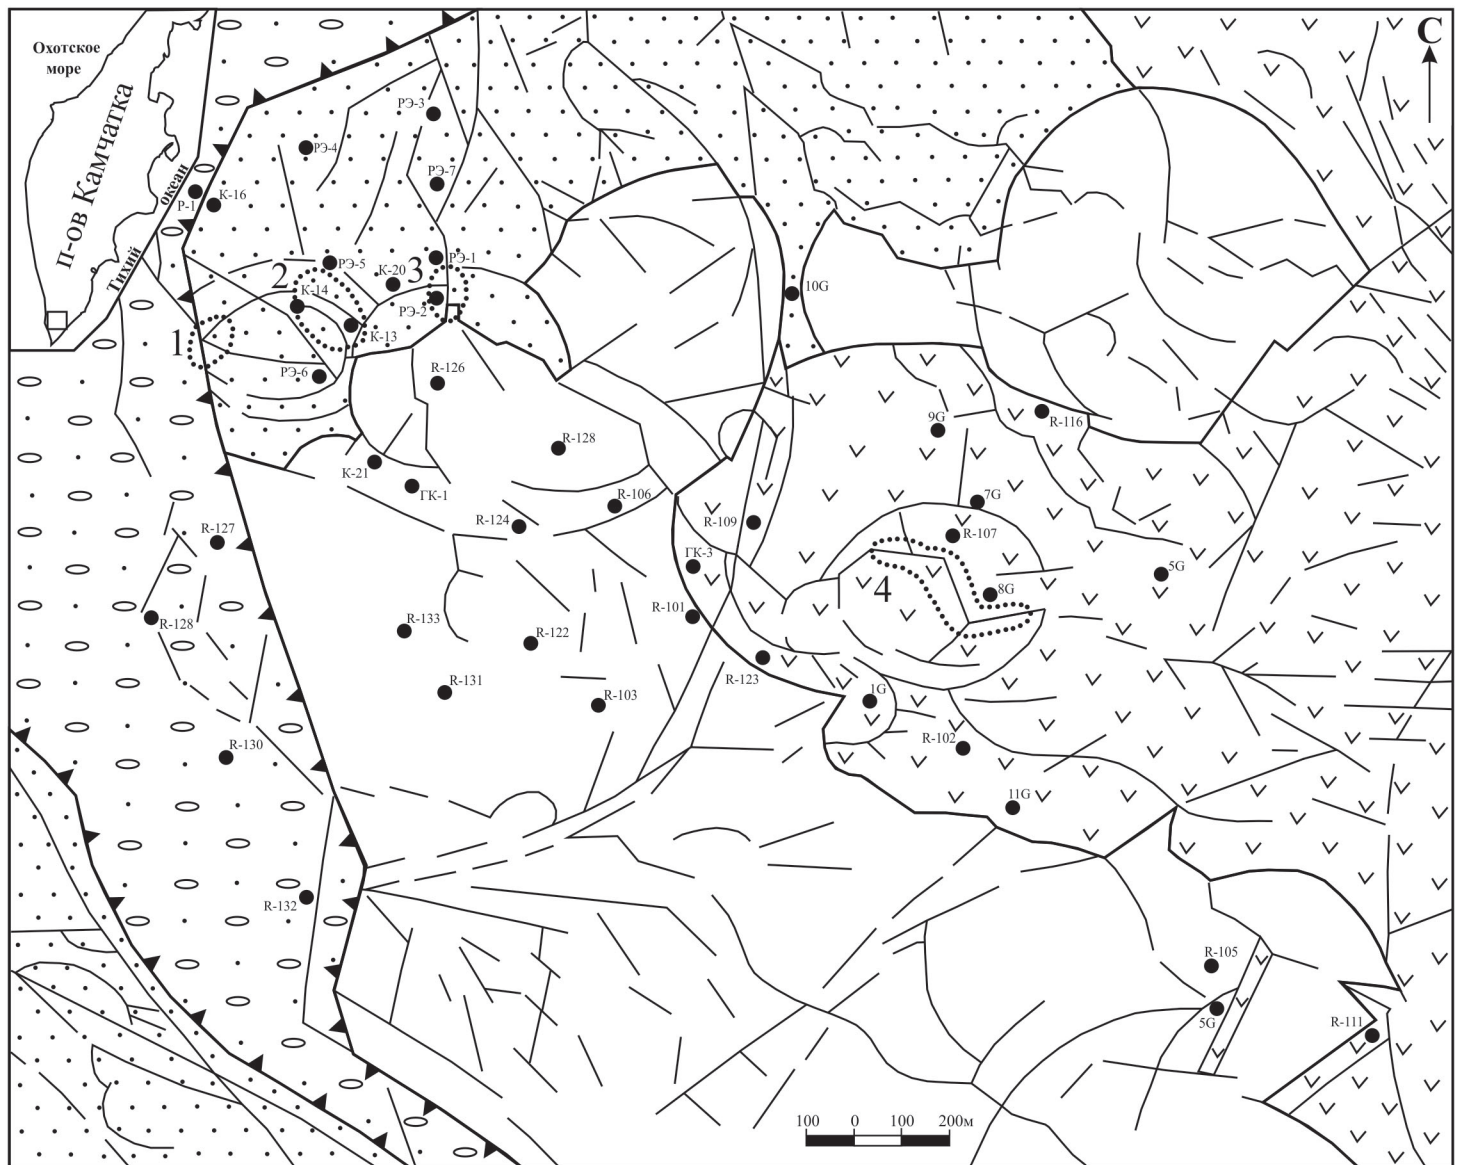 Охотское
море
П-ов Камчатка
Тихий
океан
С
РЭ-3
РЭ-4
РЭ-7
Р-1
К-16
РЭ-5
К-20
РЭ-1
2
3
К-14
РЭ-2
10G
1
К-13
РЭ-6
R-126
9G
R-116
R-128
К-21
ГК-1
R-106
7G
R-124
R-109
R-107
R-127
ГК-3
5G
4
8G
R-101
R-128
R-133
R-122
R-123
R-131
R-103
1G
R-102
R-130
11G
R-132
R-105
5G
R-111
100
0
100
200м